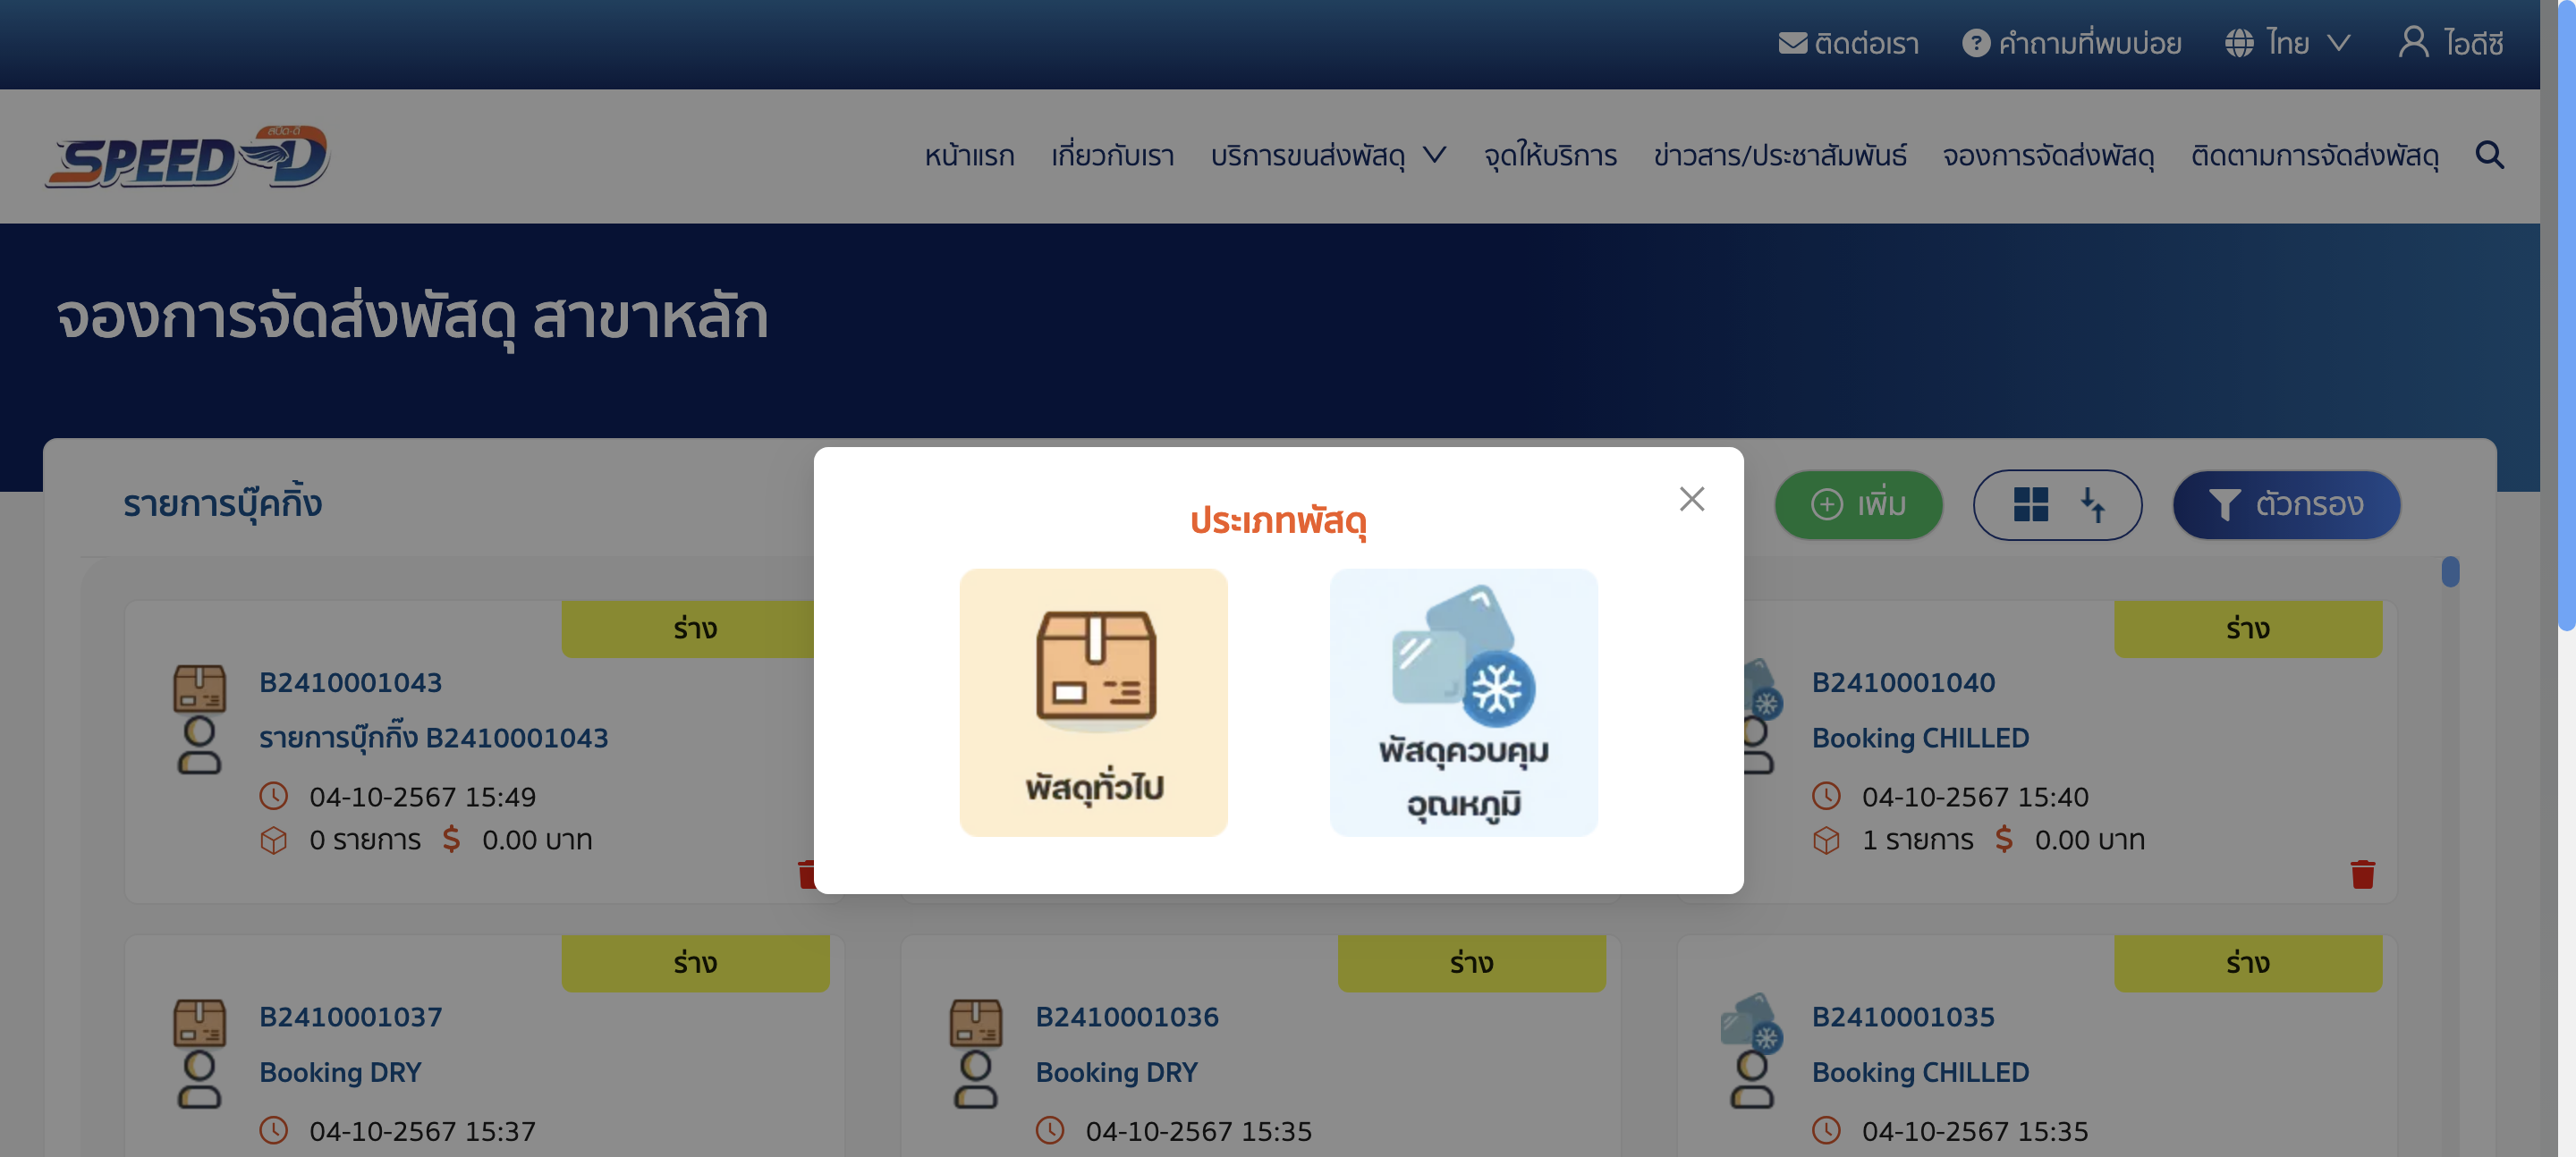 ติดต่อเรา
คำถามที่พบบ่อย
ไทย
ไอดีซี
สปีด-ดี
SPEED-D
หน้าแรก
เกี่ยวกับเรา
บริการขนส่งพัสดุ
จุดให้บริการ
ข่าวสาร/ประชาสัมพันธ์
จองการจัดส่งพัสดุ
ติดตามการจัดส่งพัสดุ
จองการจัดส่งพัสดุ สาขาหลัก
รายการบุ๊คกิ้ง
เพิ่ม
ตัวกรอง
ประเภทพัสดุ
พัสดุทั่วไป
พัสดุควบคุม
อุณหภูมิ
ร่าง
B2410001043
รายการบุ๊กกิ๊ง B2410001043
04-10-2567 15:49
0 รายการ $ 0.00 บาท
ร่าง
B2410001040
Booking CHILLED
04-10-2567 15:40
1 รายการ $ 0.00 บาท
ร่าง
B2410001037
Booking DRY
04-10-2567 15:37
ร่าง
B2410001036
Booking DRY
04-10-2567 15:35
ร่าง
B2410001035
Booking CHILLED
04-10-2567 15:35